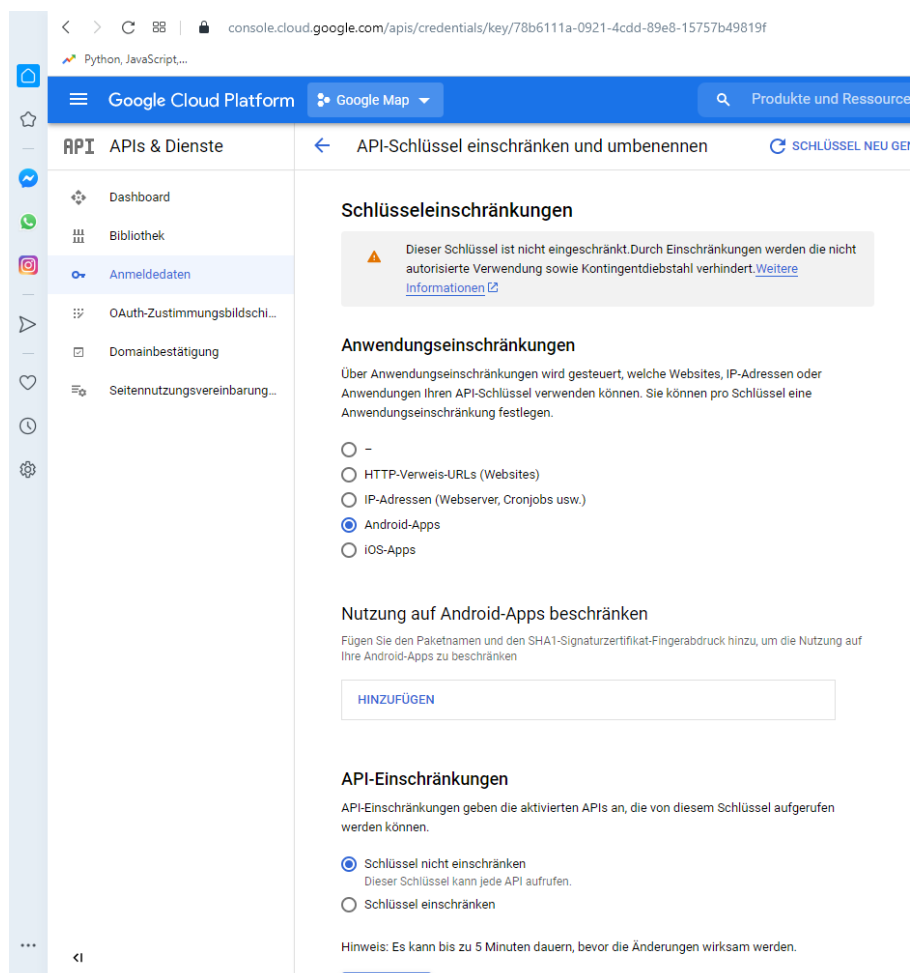 console.cloud.google.com/apis/credentials/key/78b6111a-0921-4cdd-89e8-15757b49819f
Python, JavaScript,...
Google Cloud Platform
Google Map
Produkte und Ressource
API APIs & Dienste
API-Schlüssel einschränken und umbenennen
SCHLÜSSEL NEU GEN
Dashboard
Bibliothek
Anmeldedaten
OAuth-Zustimmungsbildschi...
Domainbestätigung
Seitennutzungsvereinbarung...
Schlüsseleinschränkungen
Dieser Schlüssel ist nicht eingeschränkt.Durch Einschränkungen werden die nicht
autorisierte Verwendung sowie Kontingentdiebstahl verhindert.Weitere
Informationen
Anwendungseinschränkungen
Über Anwendungseinschränkungen wird gesteuert, welche Websites, IP-Adressen oder
Anwendungen Ihren API-Schlüssel verwenden können. Sie können pro Schlüssel eine
Anwendungseinschränkung festlegen.
–
HTTP-Verweis-URLs (Websites)
IP-Adressen (Webserver, Cronjobs usw.)
Android-Apps
iOS-Apps
Nutzung auf Android-Apps beschränken
Fügen Sie den Paketnamen und den SHA1-Signaturzertifikat-Fingerabdruck hinzu, um die Nutzung auf
Ihre Android-Apps zu beschränken
HINZUFÜGEN
API-Einschränkungen
API-Einschränkungen geben die aktivierten APIs an, die von diesem Schlüssel aufgerufen
werden können.
Schlüssel nicht einschränken
Dieser Schlüssel kann jede API aufrufen.
Schlüssel einschränken
Hinweis: Es kann bis zu 5 Minuten dauern, bevor die Änderungen wirksam werden.